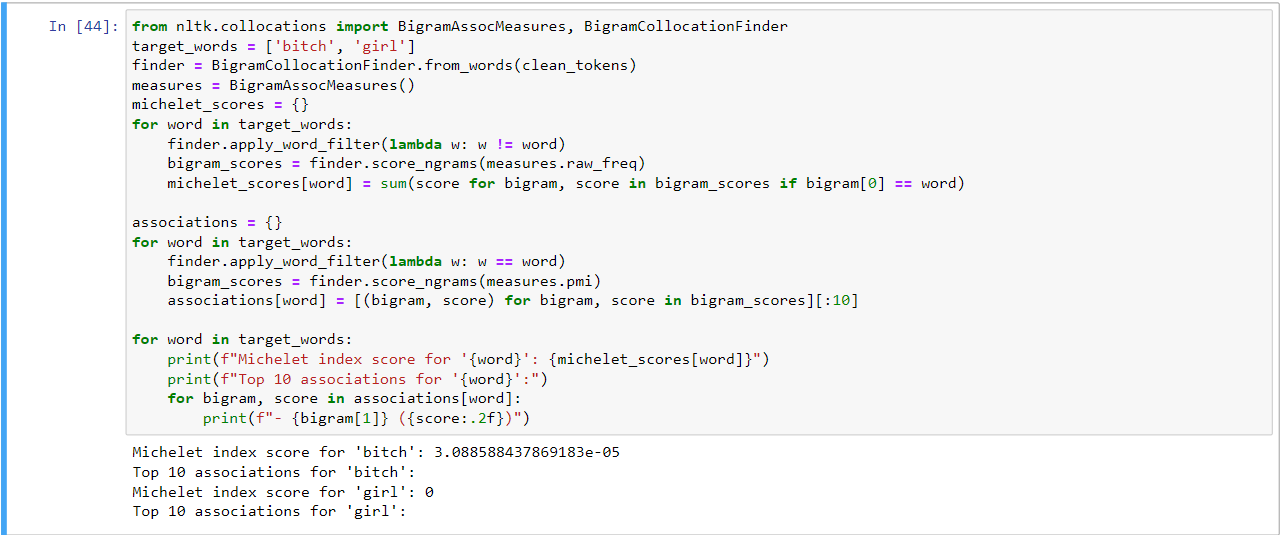 In [44]: from nltk.collocations import BigramAssocMeasures, BigramCollocationFinder
target_words = ['bitch', 'girl']
finder = BigramCollocationFinder.from_words(clean_tokens)
measures = BigramAssocMeasures()
michelet_scores = {}
for word in target_words:
    finder.apply_word_filter(lambda w: w != word)
    bigram_scores = finder.score_ngrams(measures.raw_freq)
    michelet_scores[word] = sum(score for bigram, score in bigram_scores if bigram[0] == word)
associations = {}
for word in target_words:
    finder.apply_word_filter(lambda w: w == word)
    bigram_scores = finder.score_ngrams(measures.pmi)
    associations[word] = [(bigram, score) for bigram, score in bigram_scores][:10]
for word in target_words:
    print(f"Michelet index score for '{word}': {michelet_scores[word]}")
    print(f"Top 10 associations for '{word}':")
    for bigram, score in associations[word]:
        print(f"- {bigram[1]} ({score:.2f})")
Michelet index score for 'bitch': 3.088588437869183e-05
Top 10 associations for 'bitch':
Michelet index score for 'girl': 0
Top 10 associations for 'girl':